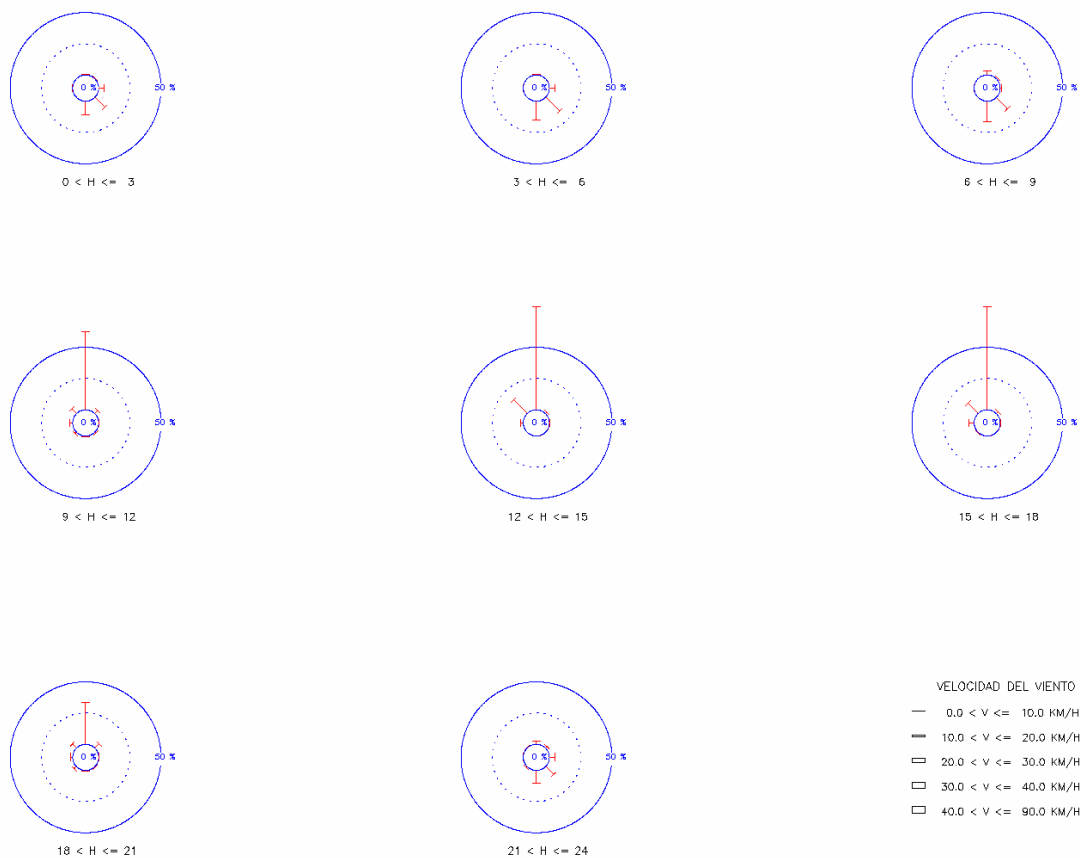 0 %
50 %
0 < H <= 3
0 %
50 %
3 < H <= 6
0 %
50 %
6 < H <= 9
0 %
50 %
9 < H <= 12
0 %
50 %
12 < H <= 15
0 %
50 %
15 < H <= 18
0 %
50 %
18 < H <= 21
0 %
50 %
21 < H <= 24
VELOCIDAD DEL VIENTO
0.0 < V <= 10.0 KM/H
10.0 < V <= 20.0 KM/H
20.0 < V <= 30.0 KM/H
30.0 < V <= 40.0 KM/H
40.0 < V <= 90.0 KM/H